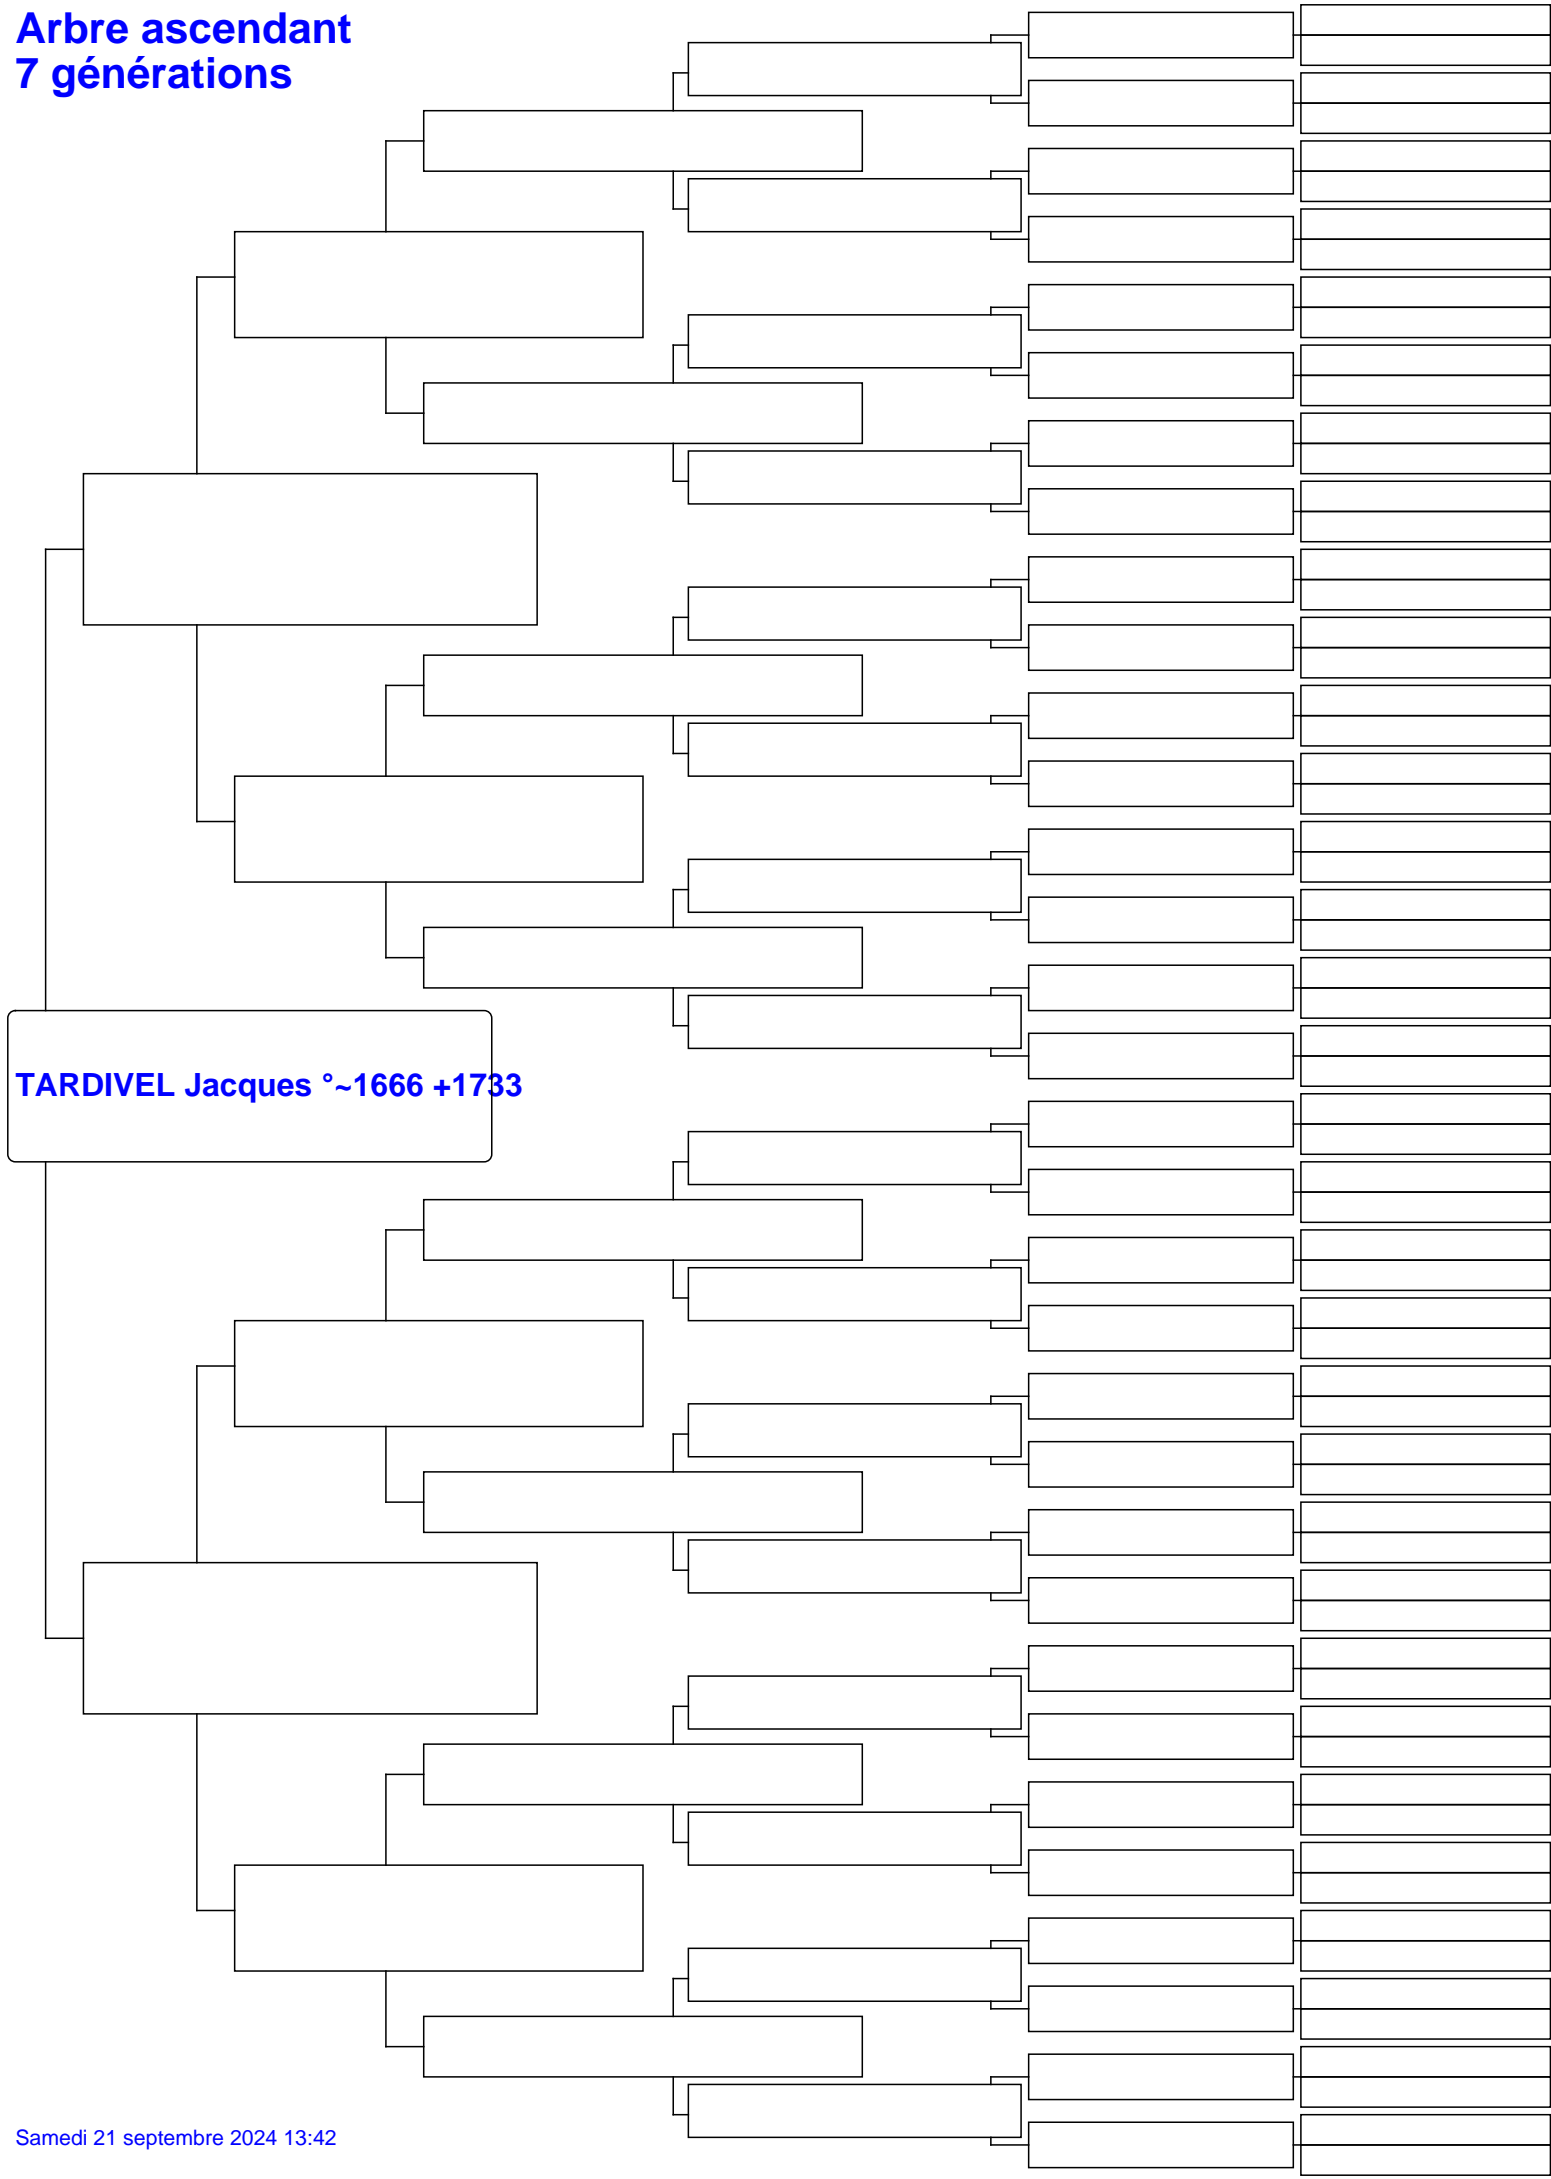 Arbre ascendant
7 générations
TARDIVEL Jacques °~1666 +1733
Samedi 21 septembre 2024 13:42